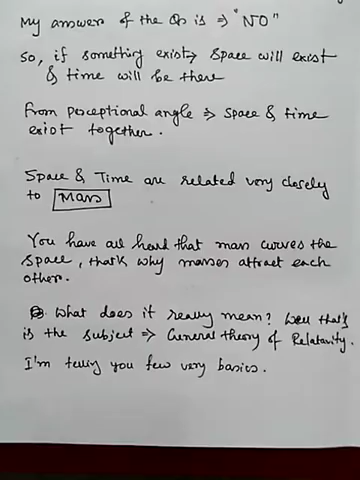 My answer of the Qs is ⇒ "NO"
So, if something exist → Space will exist
& time will be there
From perceptional angle ⇒ Space & time
exist together.
Space & Time are related very closely
to Mass
You have all heard that mass curves the
Space, that's why masses attract each
other.
What does it really mean? Well that's
is the subject ⇒ General theory of Relatavity.
I'm telling you few very basics.